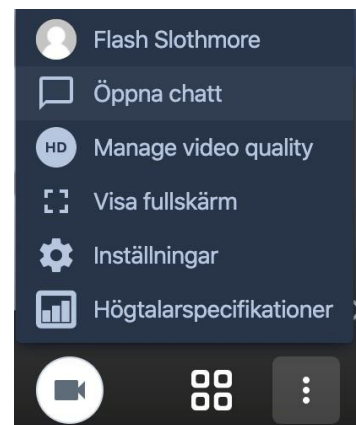 Flash Slothmore
Öppna chatt
HD Manage video quality
Visa fullskärm
Inställningar
Högtalarspecifikationer